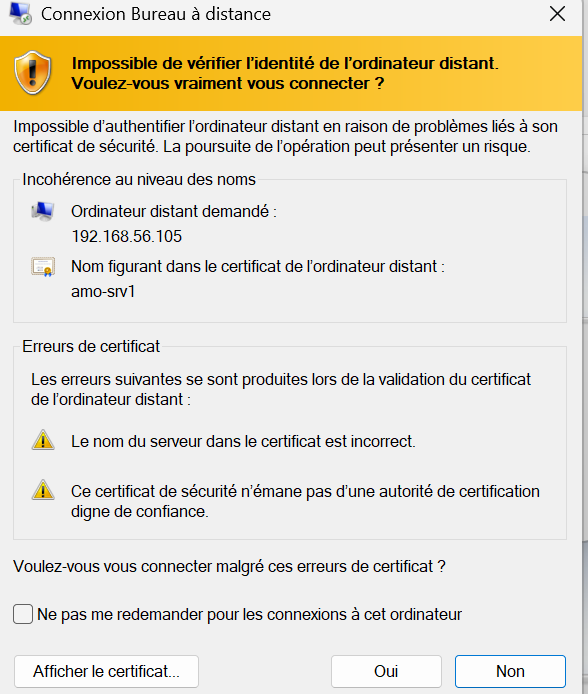 Connexion Bureau à distance
Impossible de vérifier l'identité de l'ordinateur distant.
Voulez-vous vraiment vous connecter ?
Impossible d'authentifier l'ordinateur distant en raison de problèmes liés à son
certificat de sécurité. La poursuite de l'opération peut présenter un risque.
Incohérence au niveau des noms
Ordinateur distant demandé :
192.168.56.105
Nom figurant dans le certificat de l'ordinateur distant :
amo-srv1
Erreurs de certificat
Les erreurs suivantes se sont produites lors de la validation du certificat
de l'ordinateur distant :
Le nom du serveur dans le certificat est incorrect.
Ce certificat de sécurité n'émane pas d'une autorité de certification
digne de confiance.
Voulez-vous vous connecter malgré ces erreurs de certificat ?
Ne pas me redemander pour les connexions à cet ordinateur
Afficher le certificat...
Oui
Non